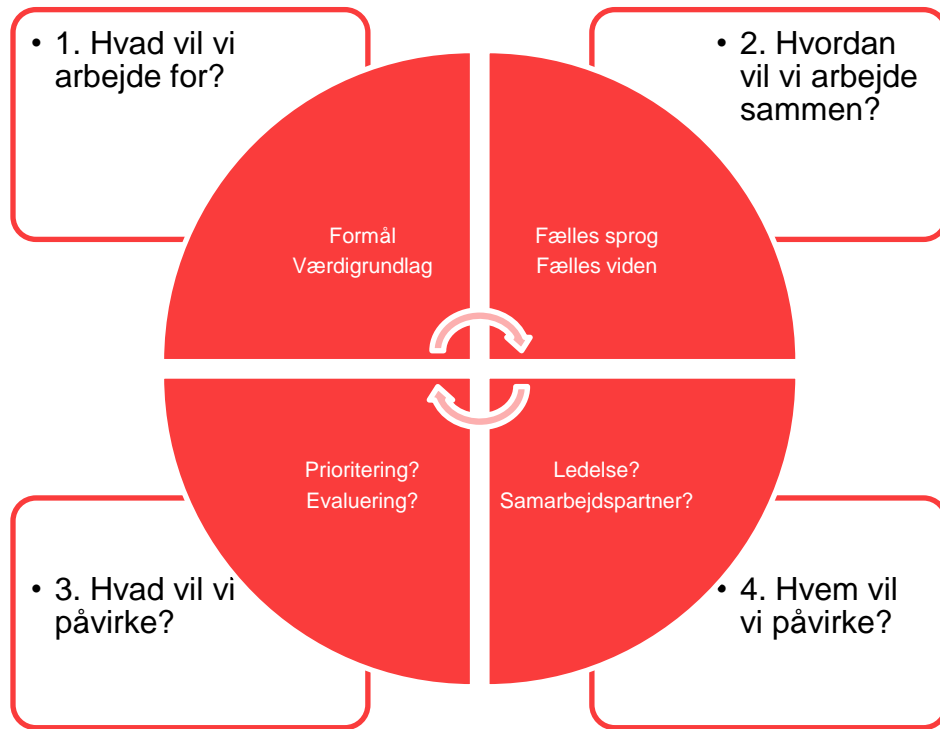 • 1. Hvad vil vi
arbejde for?
• 2. Hvordan
vil vi arbejde
sammen?
Formål
Værdigrundlag
Fælles sprog
Fælles viden
Prioritering?
Evaluering?
Ledelse?
Samarbejdspartner?
• 3. Hvad vil vi
påvirke?
• 4. Hvem vil
vi påvirke?